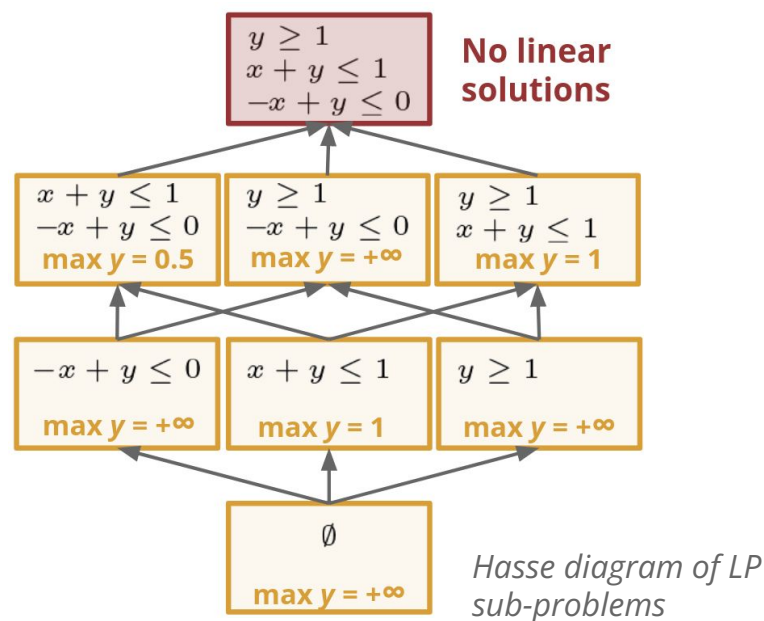 y ≥ 1
x + y ≤ 1
−x + y ≤ 0
No linear
solutions
x + y ≤ 1
−x + y ≤ 0
max y = 0.5
y ≥ 1
−x + y ≤ 0
max y = +∞
y ≥ 1
x + y ≤ 1
max y = 1
−x + y ≤ 0
max y = +∞
x + y ≤ 1
max y = 1
y ≥ 1
max y = +∞
∅
max y = +∞
Hasse diagram of LP
sub-problems